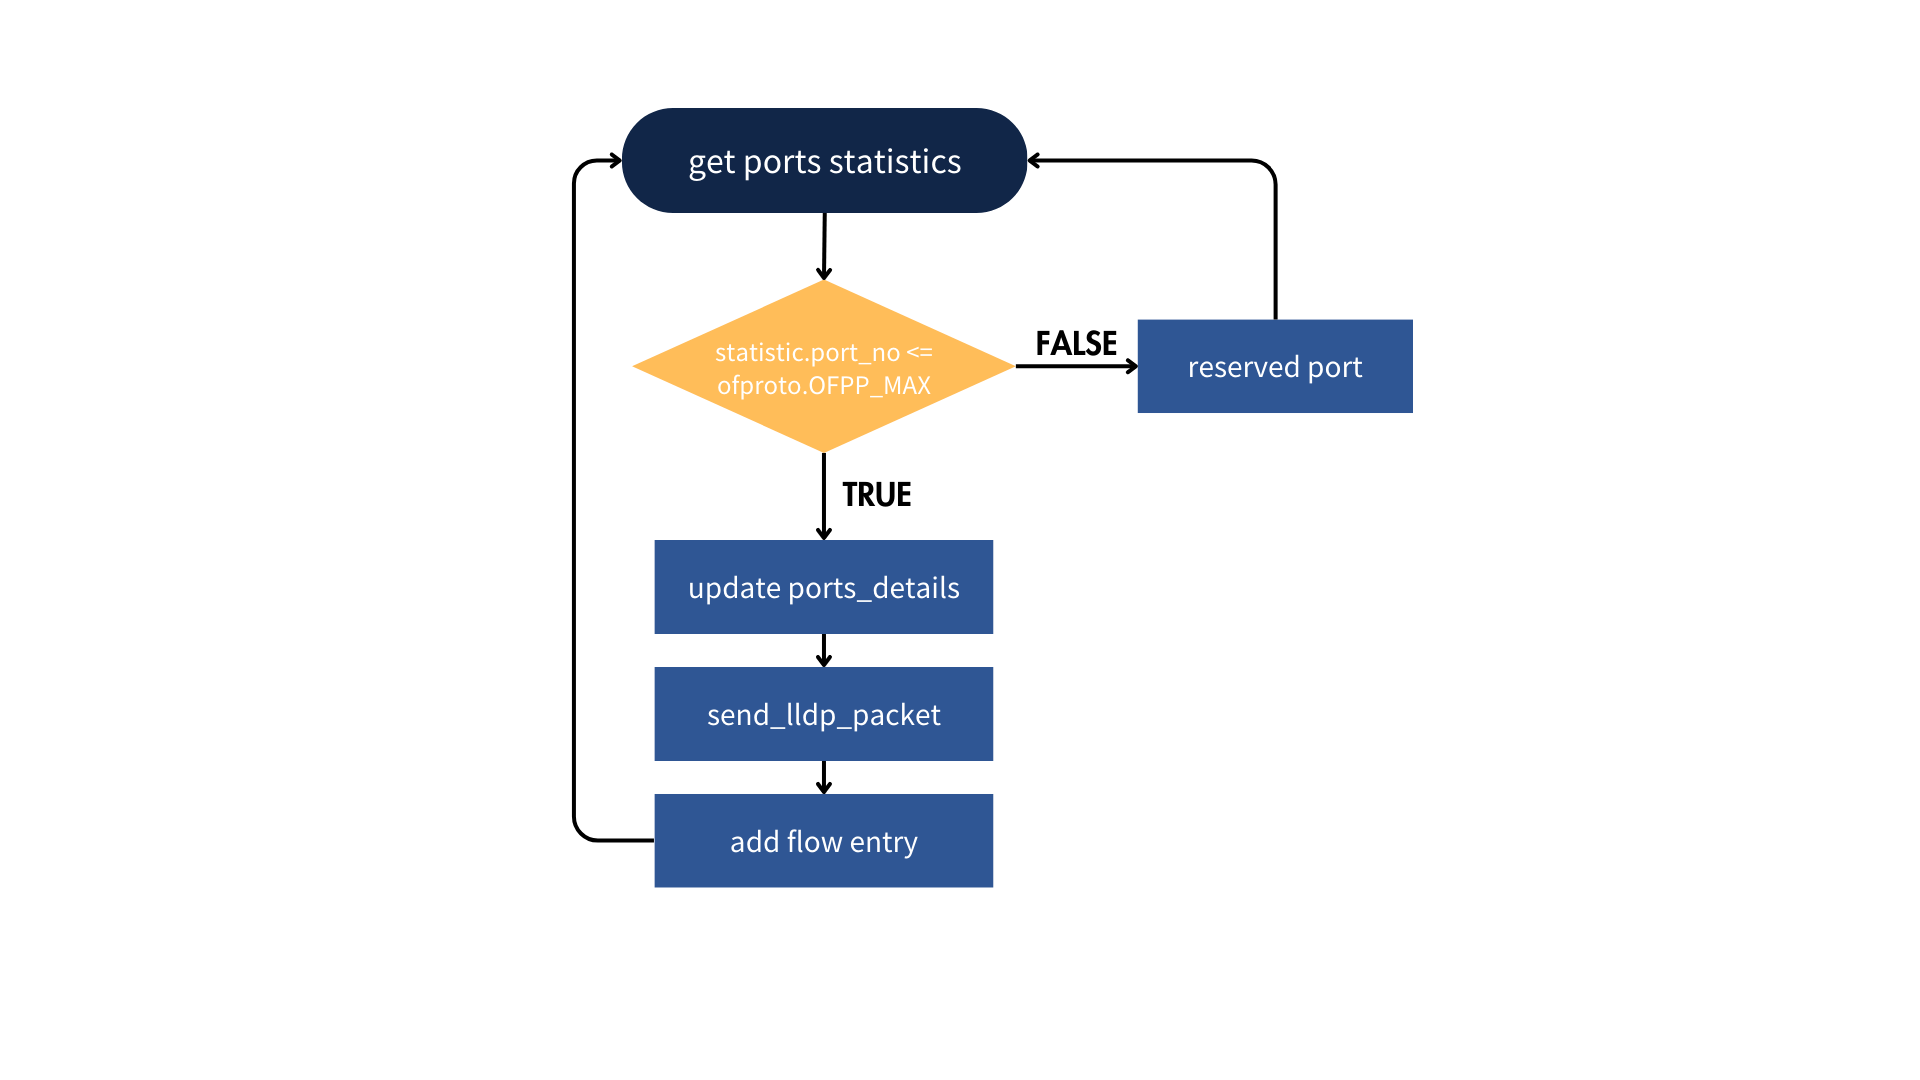 get ports statistics
statistic.port_no <=
ofproto.OFPP_MAX
FALSE
reserved port
TRUE
update ports_details
send_lldp_packet
add flow entry